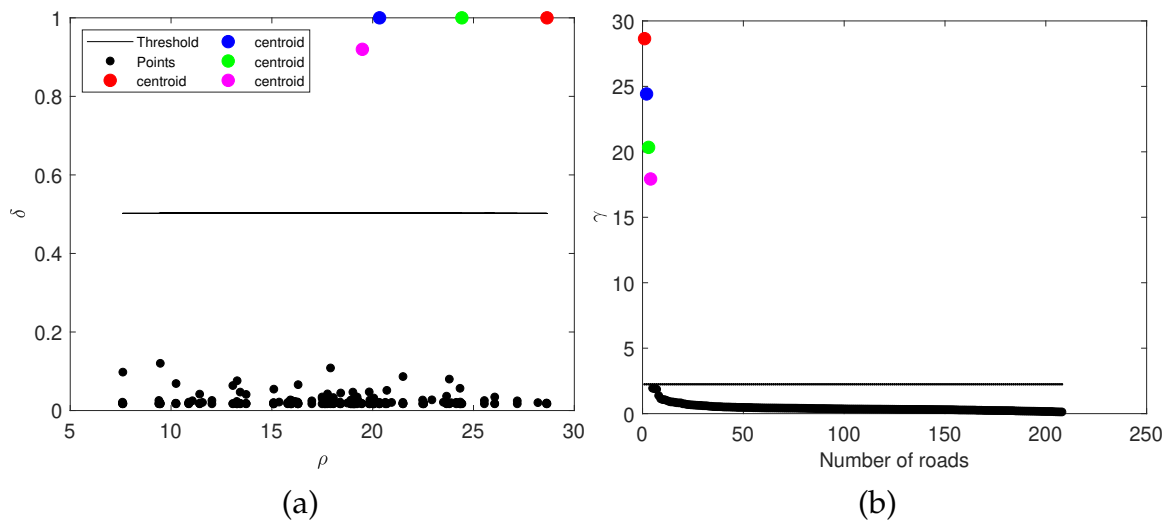 1
0.8
0.6
0.4
0.2
0
δ
5
10
15
20
25
30
ρ
Threshold
Points
centroid
centroid
centroid
centroid
(a)
30
25
20
15
10
5
0
γ
0
50
100
150
200
250
Number of roads
(b)